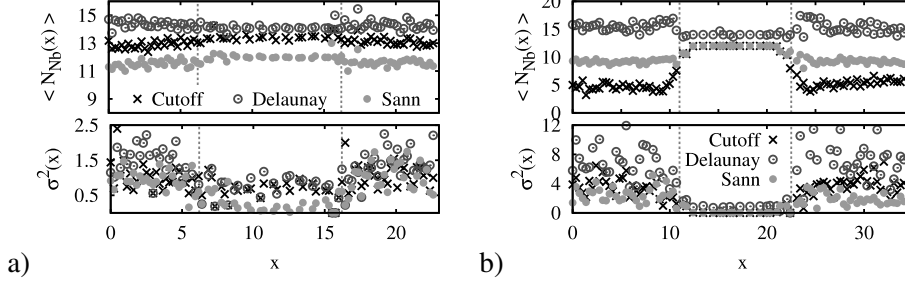 < N_Nb(x) >
15
13
11
9
× Cutoff ⊙ Delaunay ● Sann
σ²(x)
2.5
1.5
0.5
0 5 10 15 20
x
a)
< N_Nb(x) >
20
15
10
5
0
σ²(x)
12
8
4
0
Cutoff ×
Delaunay ⊙
Sann ●
0 10 20 30
x
b)